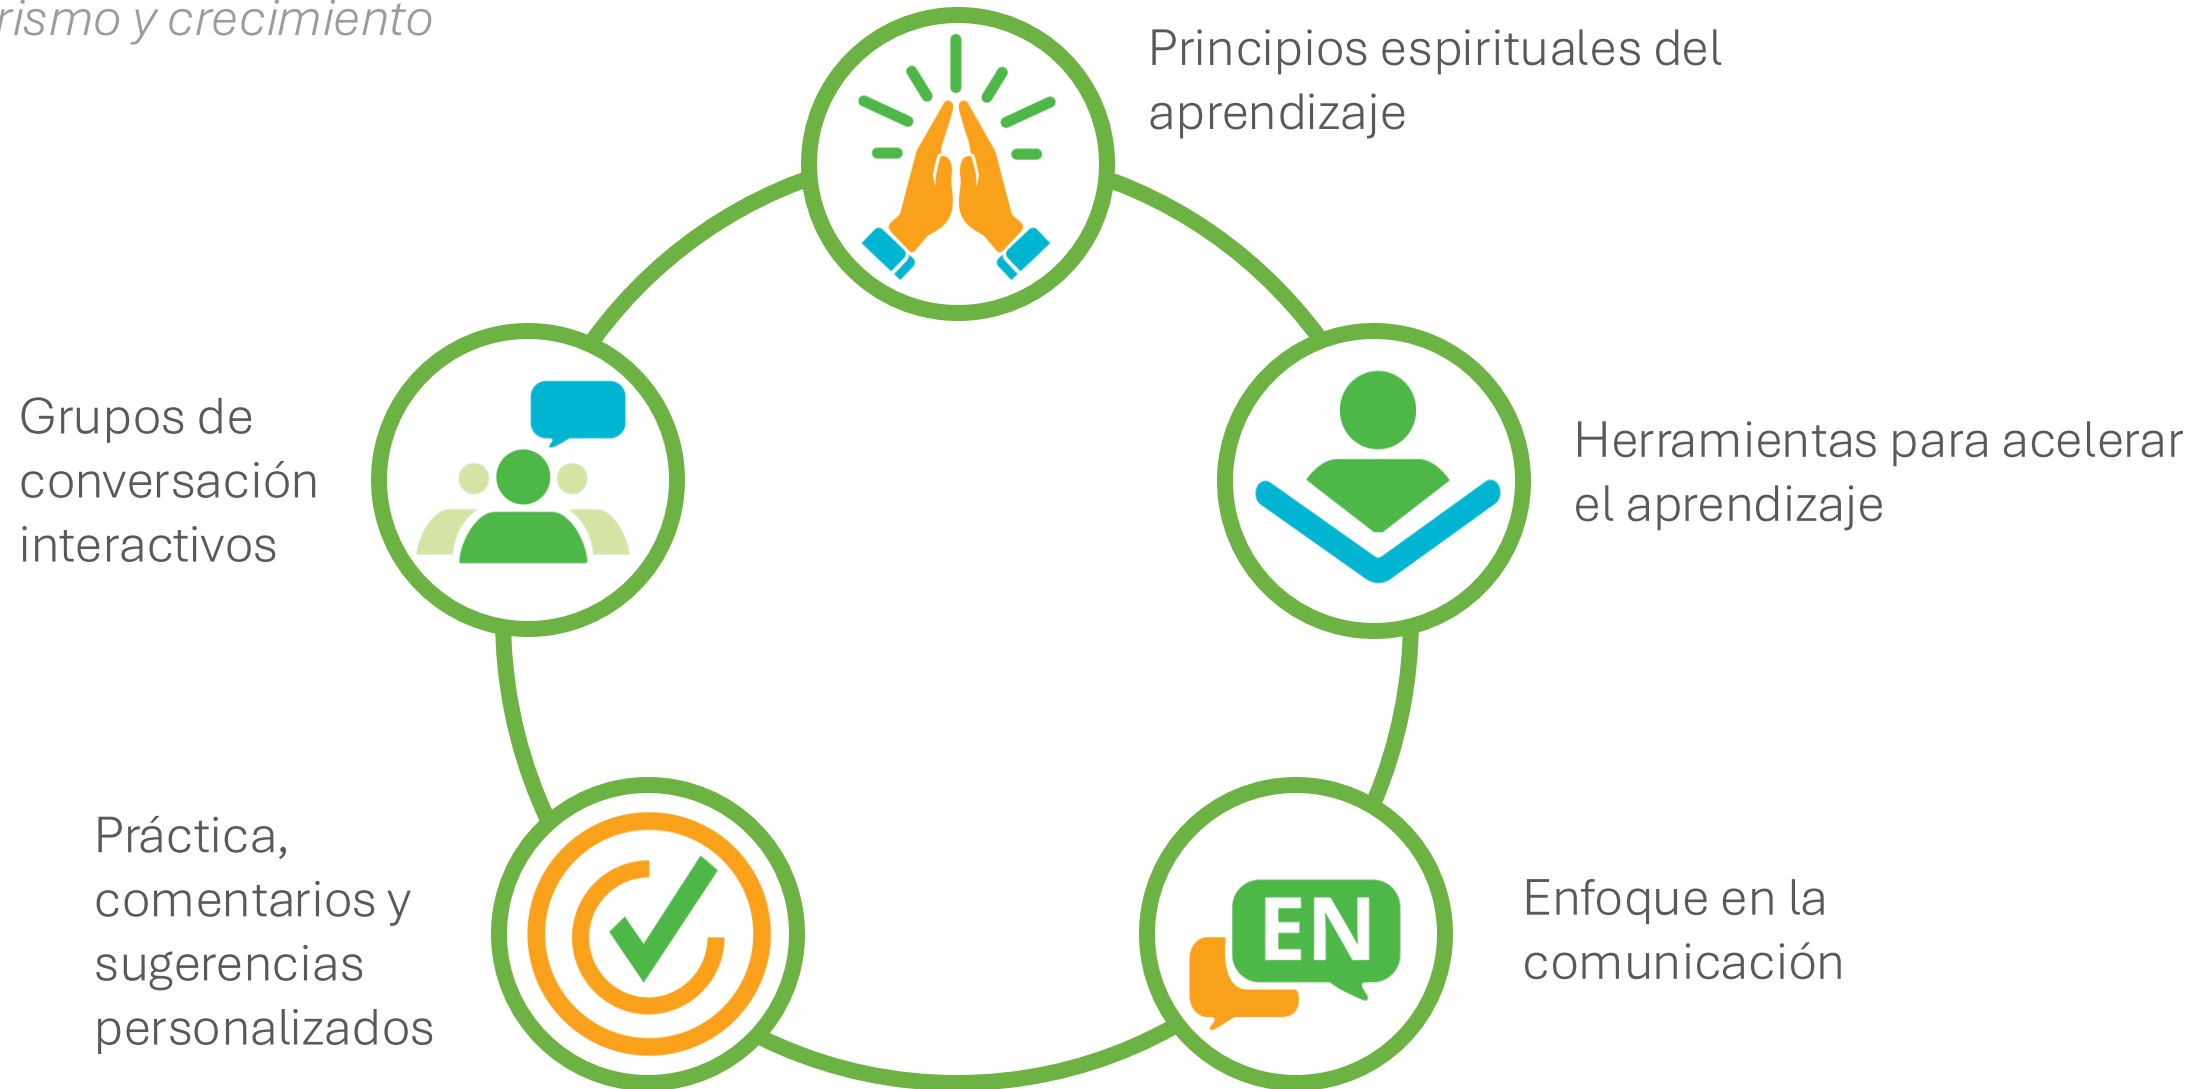 y crecimiento
Principios espirituales del
aprendizaje
Grupos de
conversación
interactivos
Herramientas para acelerar
el aprendizaje
Práctica,
comentarios y
sugerencias
personalizados
EN
Enfoque en la
comunicación